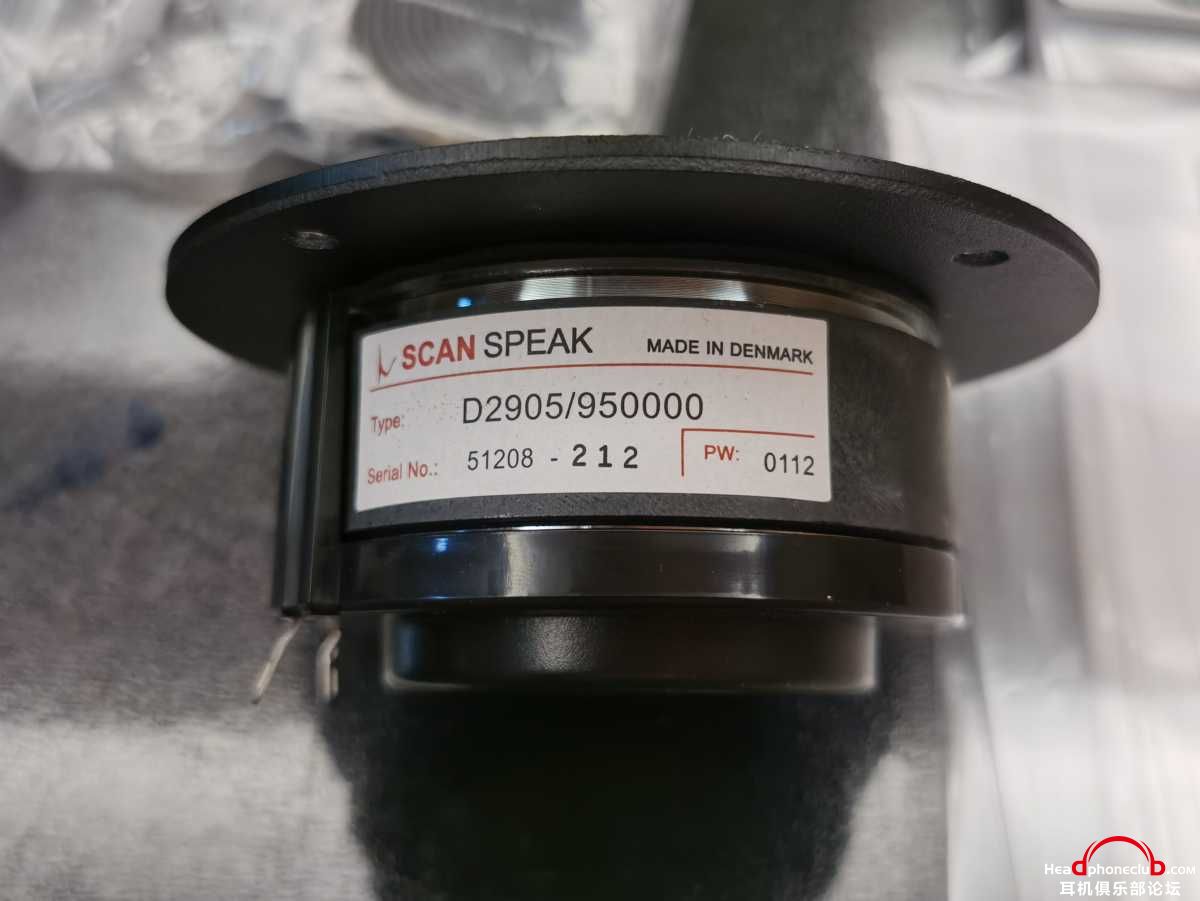 SCAN SPEAK MADE IN DENMARK
Type: D2905/950000
Serial No.: 51208 - 212 PW: 0112
Headphoneclub.com
耳机俱乐部论坛